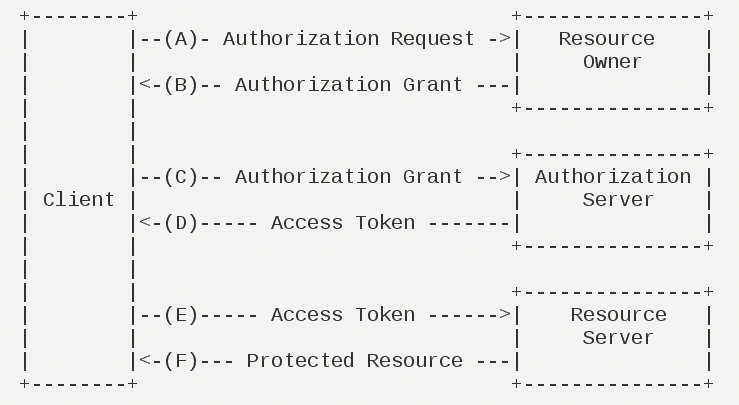 +--------+                               +---------------+
|        |--(A)- Authorization Request ->|   Resource    |
|        |                               |     Owner     |
|        |<-(B)-- Authorization Grant ---|               |
|        |                               +---------------+
|        |
|        |                               +---------------+
|        |--(C)-- Authorization Grant -->| Authorization |
| Client |                               |     Server    |
|        |<-(D)----- Access Token -------|               |
|        |                               +---------------+
|        |
|        |                               +---------------+
|        |--(E)----- Access Token ------>|    Resource   |
|        |                               |     Server    |
|        |<-(F)--- Protected Resource ---|               |
+--------+                               +---------------+